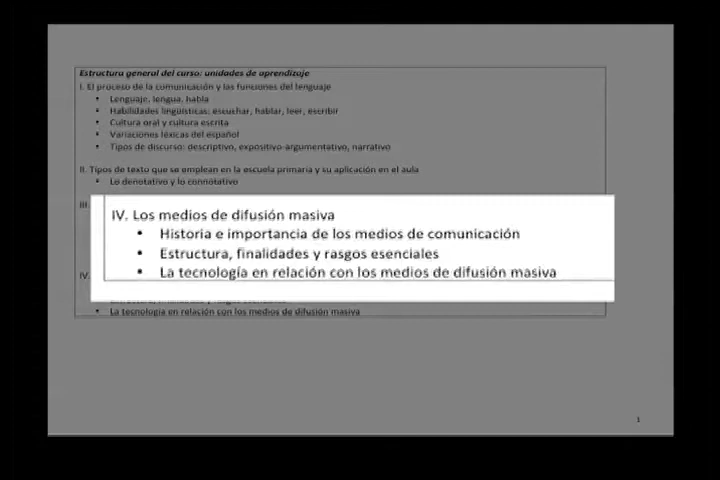 Estructura general del curso: unidades de aprendizaje
I. El proceso de la comunicación y las funciones del lenguaje
• Lenguaje, lengua, habla
• Habilidades lingüísticas: escuchar, hablar, leer, escribir
• Cultura oral y cultura escrita
• Variaciones léxicas del español
• Tipos de discurso: descriptivo, expositivo-argumentativo, narrativo
II. Tipos de texto que se emplean en la escuela primaria y su aplicación en el aula
• Lo denotativo y lo connotativo
III
IV. Los medios de difusión masiva
• Historia e importancia de los medios de comunicación
• Estructura, finalidades y rasgos esenciales
• La tecnología en relación con los medios de difusión masiva
IV.
• La tecnología en relación con los medios de difusión masiva
1